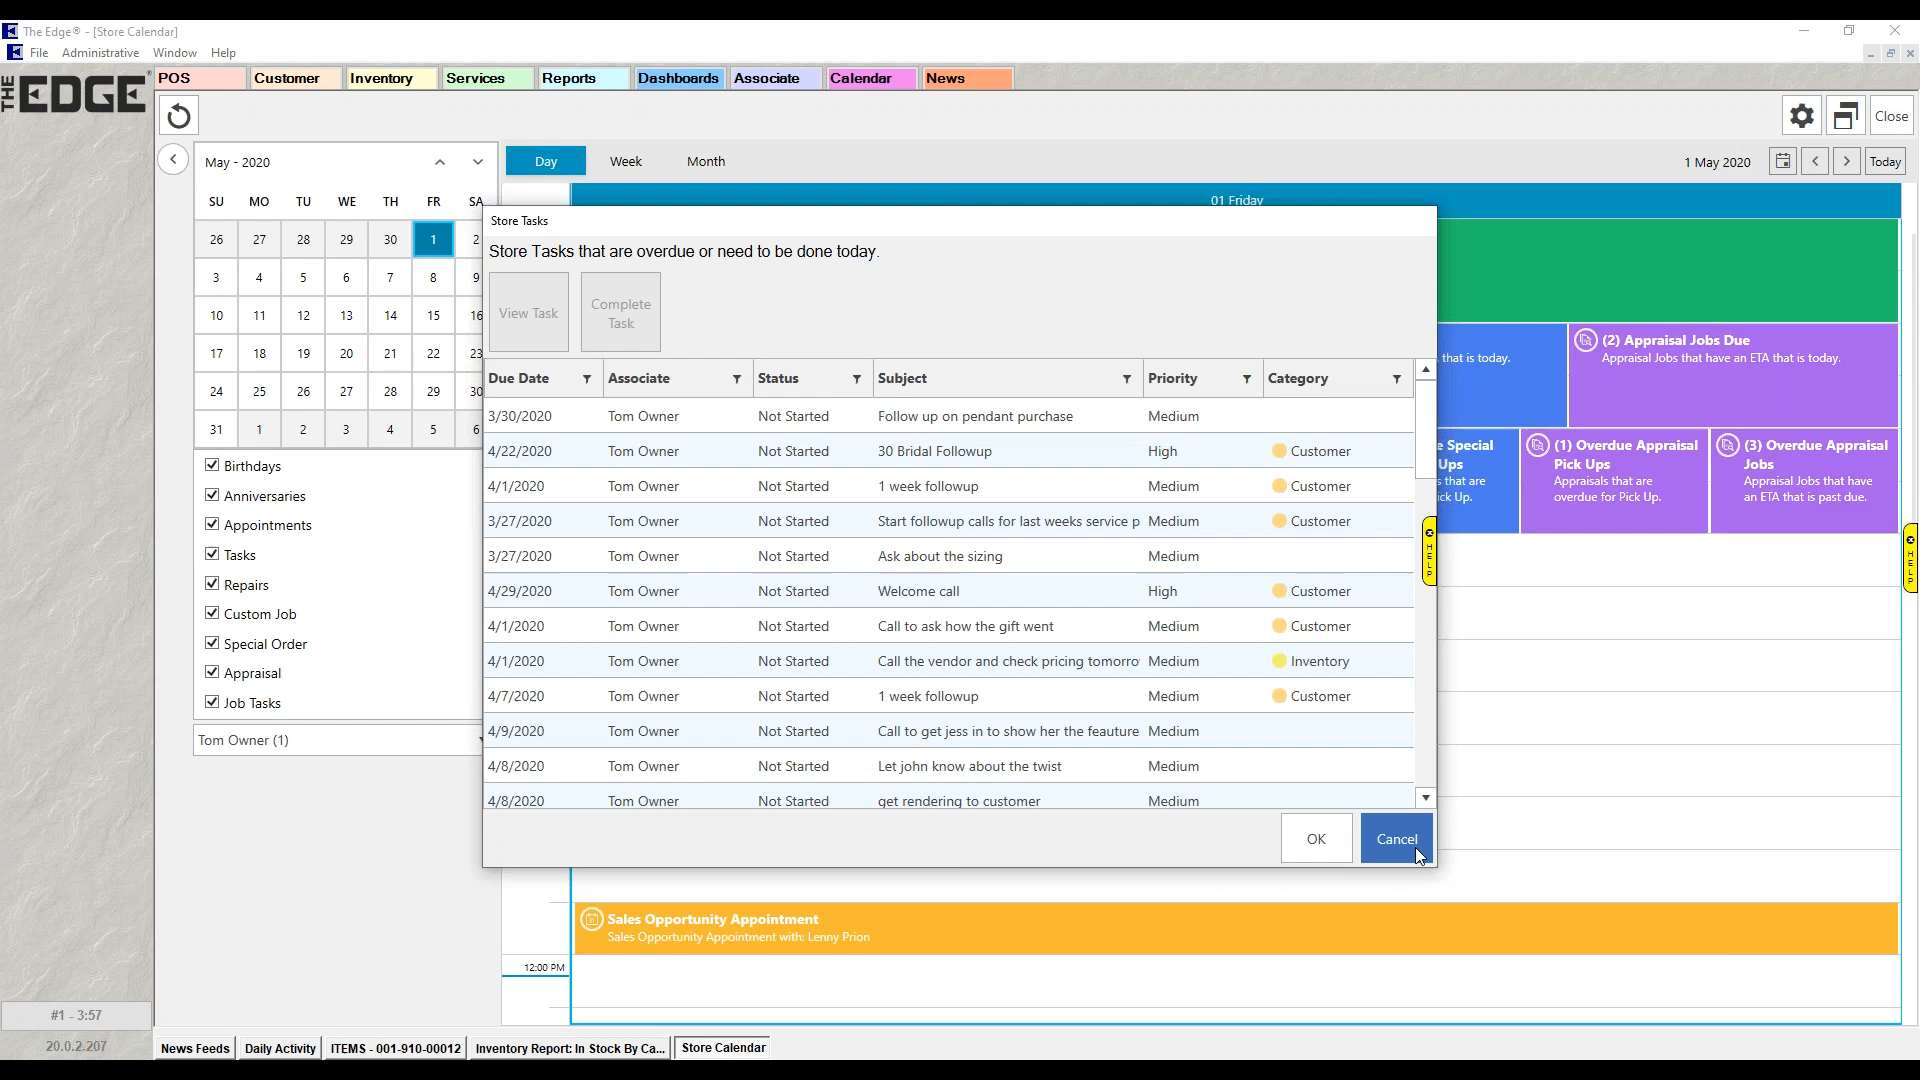 The Edge® - [Store Calendar]
File Administrative Window Help
THE EDGE®
POS Customer Inventory Services Reports Dashboards Associate Calendar News
Close
May - 2020
Day Week Month
1 May 2020
Today
SU MO TU WE TH FR SA
01 Friday
26 27 28 29 30 1 2
3 4 5 6 7 8 9
10 11 12 13 14 15 16
17 18 19 20 21 22 23
24 25 26 27 28 29 30
31 1 2 3 4 5 6
Birthdays
Anniversaries
Appointments
Tasks
Repairs
Custom Job
Special Order
Appraisal
Job Tasks
Tom Owner (1)
Store Tasks
Store Tasks that are overdue or need to be done today.
View Task
Complete
Task
Due Date Associate Status Subject Priority Category
3/30/2020 Tom Owner Not Started Follow up on pendant purchase Medium
4/22/2020 Tom Owner Not Started 30 Bridal Followup High Customer
4/1/2020 Tom Owner Not Started 1 week followup Medium Customer
3/27/2020 Tom Owner Not Started Start followup calls for last weeks service p Medium Customer
3/27/2020 Tom Owner Not Started Ask about the sizing Medium
4/29/2020 Tom Owner Not Started Welcome call High Customer
4/1/2020 Tom Owner Not Started Call to ask how the gift went Medium Customer
4/1/2020 Tom Owner Not Started Call the vendor and check pricing tomorro Medium Inventory
4/7/2020 Tom Owner Not Started 1 week followup Medium Customer
4/9/2020 Tom Owner Not Started Call to get jess in to show her the feauture Medium
4/8/2020 Tom Owner Not Started Let john know about the twist Medium
4/8/2020 Tom Owner Not Started get rendering to customer Medium
OK Cancel
HELP
that is today.
(2) Appraisal Jobs Due
Appraisal Jobs that have an ETA that is today.
e Special
Ups
s that are
ick Up.
(1) Overdue Appraisal
Pick Ups
Appraisals that are
overdue for Pick Up.
(3) Overdue Appraisal
Jobs
Appraisal Jobs that have
an ETA that is past due.
HELP
Sales Opportunity Appointment
Sales Opportunity Appointment with: Lenny Prion
12:00 PM
#1 - 3:57
20.0.2.207
News Feeds Daily Activity ITEMS - 001-910-00012 Inventory Report: In Stock By Ca... Store Calendar